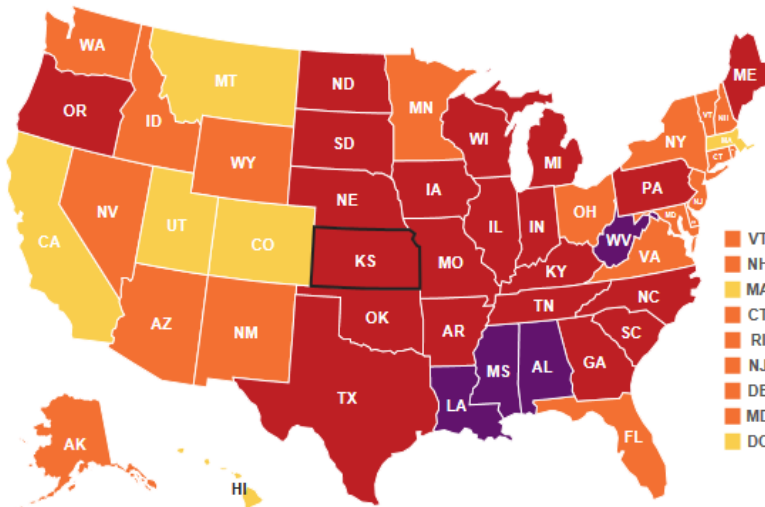 WA
MT
ND
MN
ME
OR
ID
SD
WI
MI
VT
NH
MA
NY
CT
WY
NE
IA
PA
NJ
NV
UT
CO
CA
IL
IN
OH
MD
WV
VA
KS
MO
KY
NC
TN
AZ
NM
OK
AR
SC
MS
AL
GA
TX
LA
FL
AK
HI
VT
NH
MA
CT
RI
NJ
DE
MD
DC